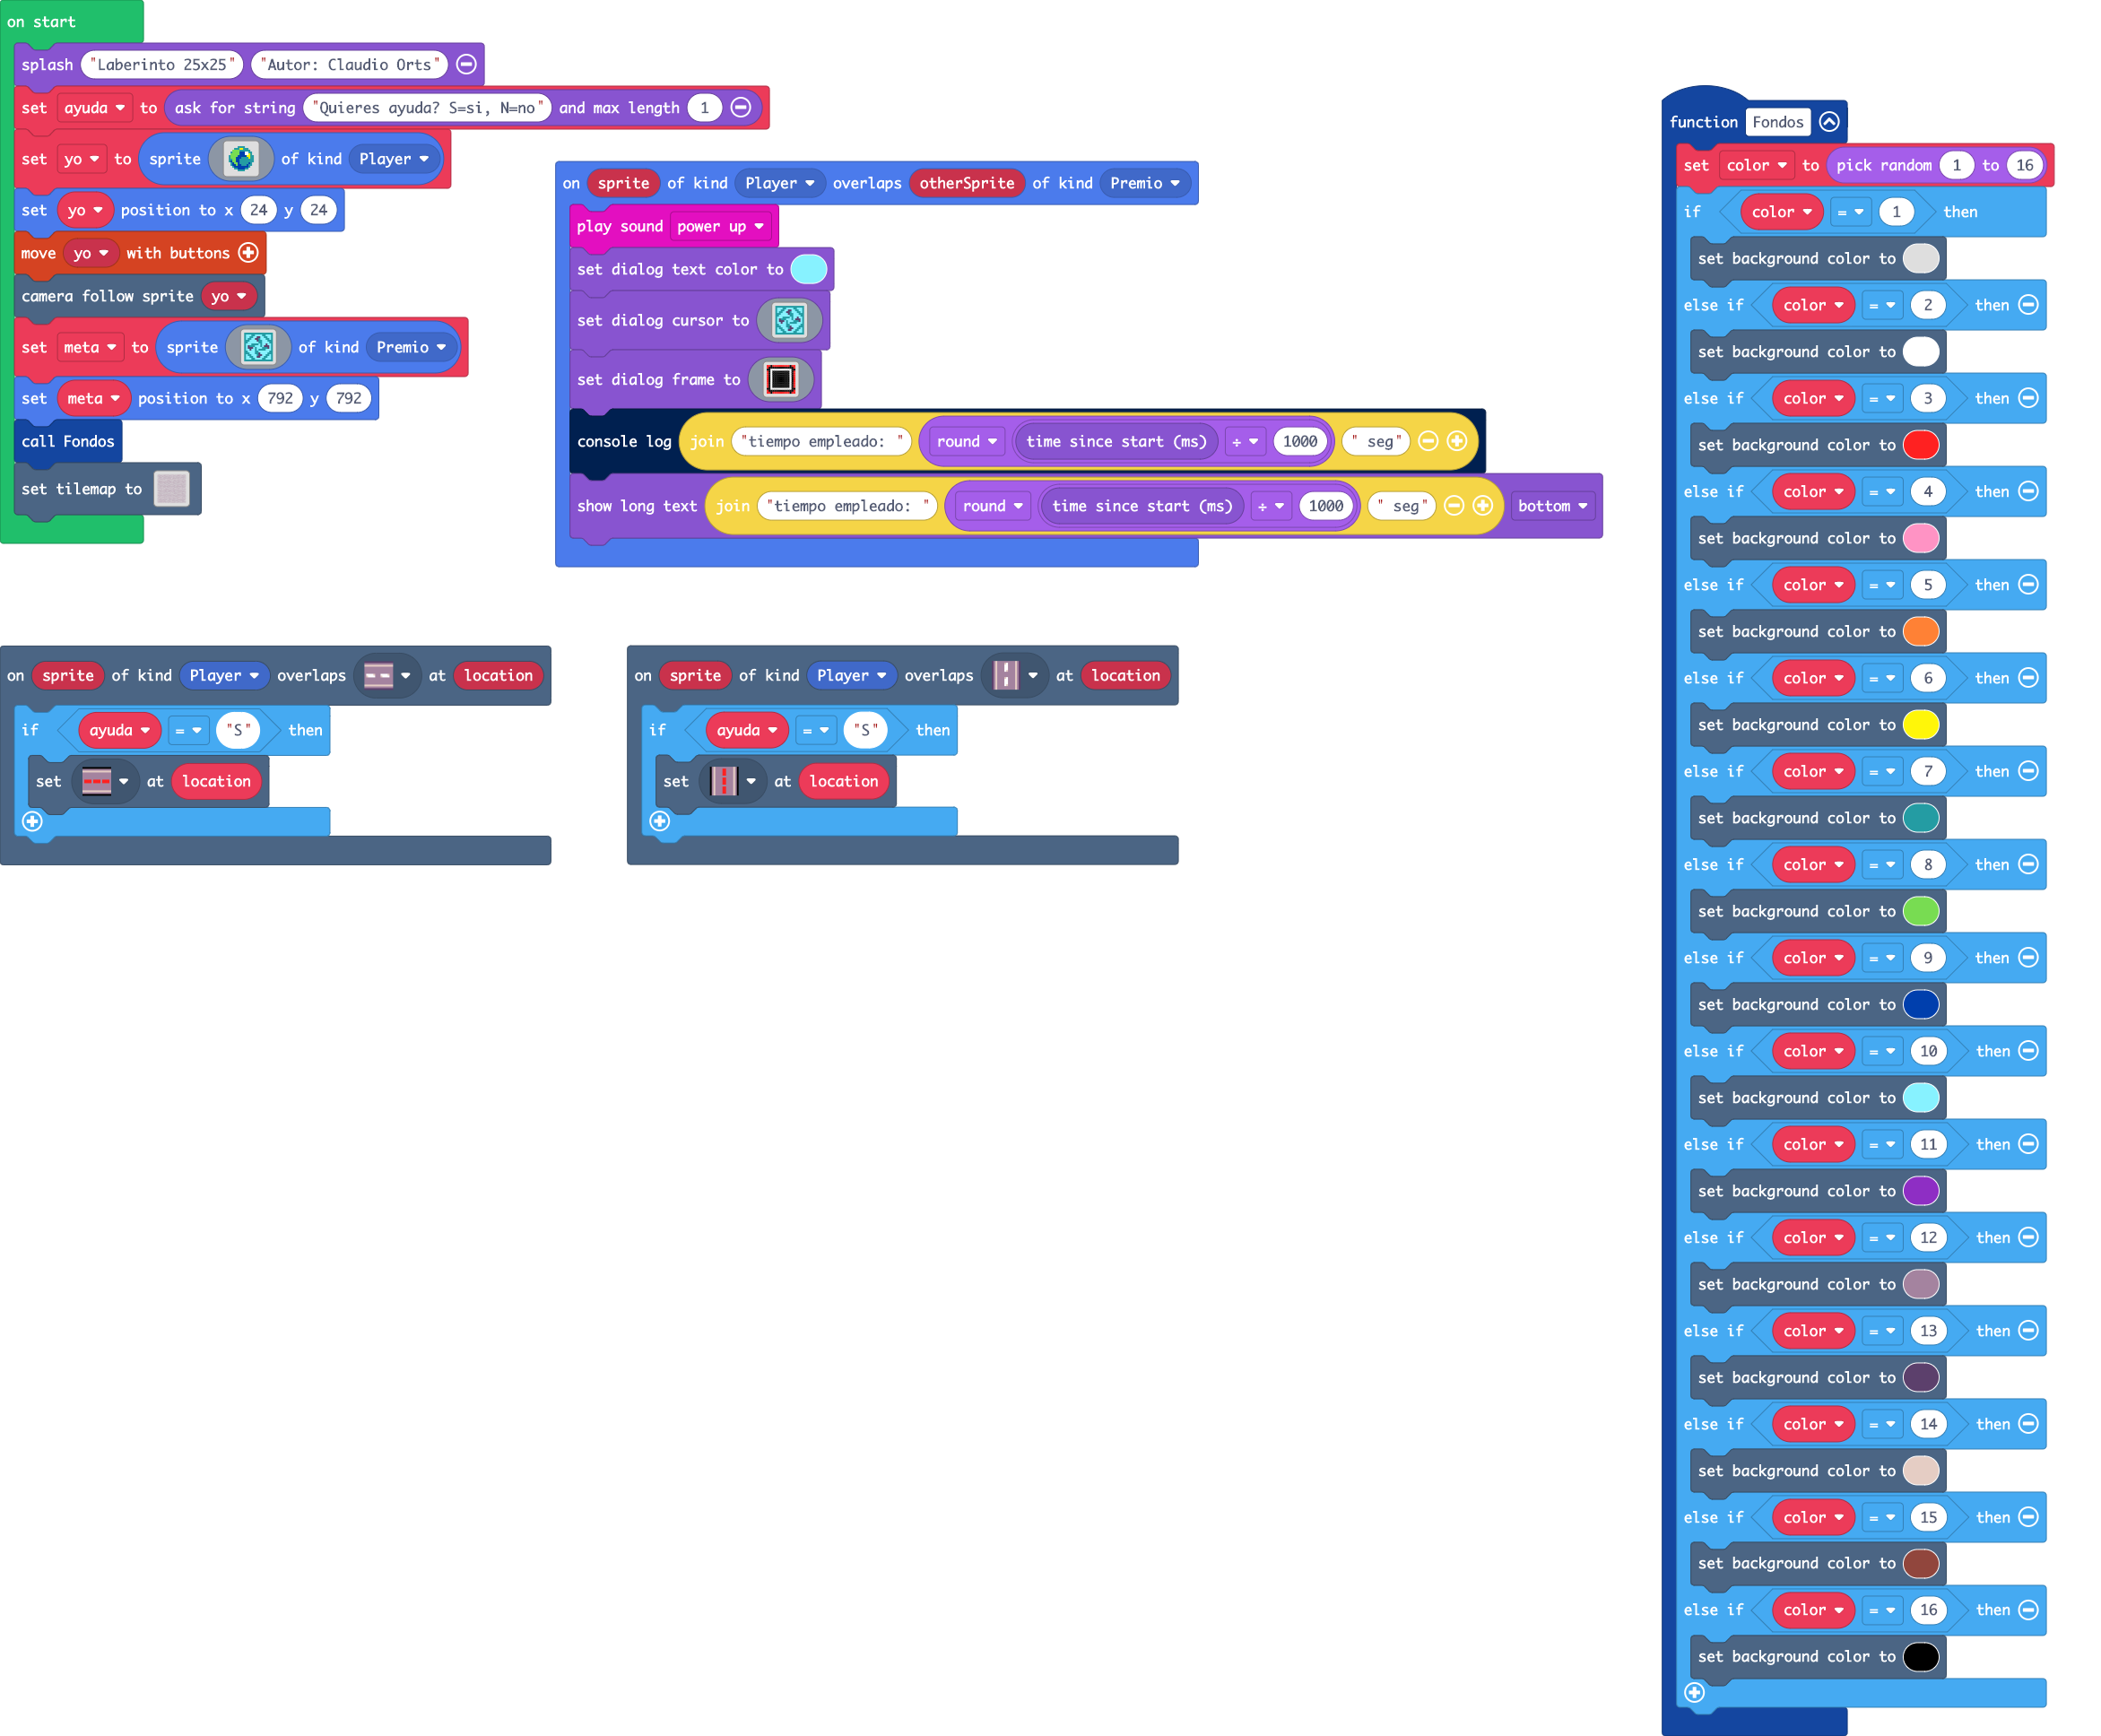 on start
splash "Laberinto 25x25" "Autor: Claudio Orts"
set ayuda to ask for string "Quieres ayuda? S=si, N=no" and max length 1
set yo to sprite of kind Player
set yo position to x 24 y 24
move yo with buttons
camera follow sprite yo
set meta to sprite of kind Premio
set meta position to x 792 y 792
call Fondos
set tilemap to
on sprite of kind Player overlaps otherSprite of kind Premio
play sound power up
set dialog text color to
set dialog cursor to
set dialog frame to
console log join "tiempo empleado: " round time since start (ms) ÷ 1000 " seg"
show long text join "tiempo empleado: " round time since start (ms) ÷ 1000 " seg" bottom
on sprite of kind Player overlaps at location
if ayuda = "S" then
set at location
on sprite of kind Player overlaps at location
if ayuda = "S" then
set at location
function Fondos
set color to pick random 1 to 16
if color = 1 then
set background color to
else if color = 2 then
set background color to
else if color = 3 then
set background color to
else if color = 4 then
set background color to
else if color = 5 then
set background color to
else if color = 6 then
set background color to
else if color = 7 then
set background color to
else if color = 8 then
set background color to
else if color = 9 then
set background color to
else if color = 10 then
set background color to
else if color = 11 then
set background color to
else if color = 12 then
set background color to
else if color = 13 then
set background color to
else if color = 14 then
set background color to
else if color = 15 then
set background color to
else if color = 16 then
set background color to